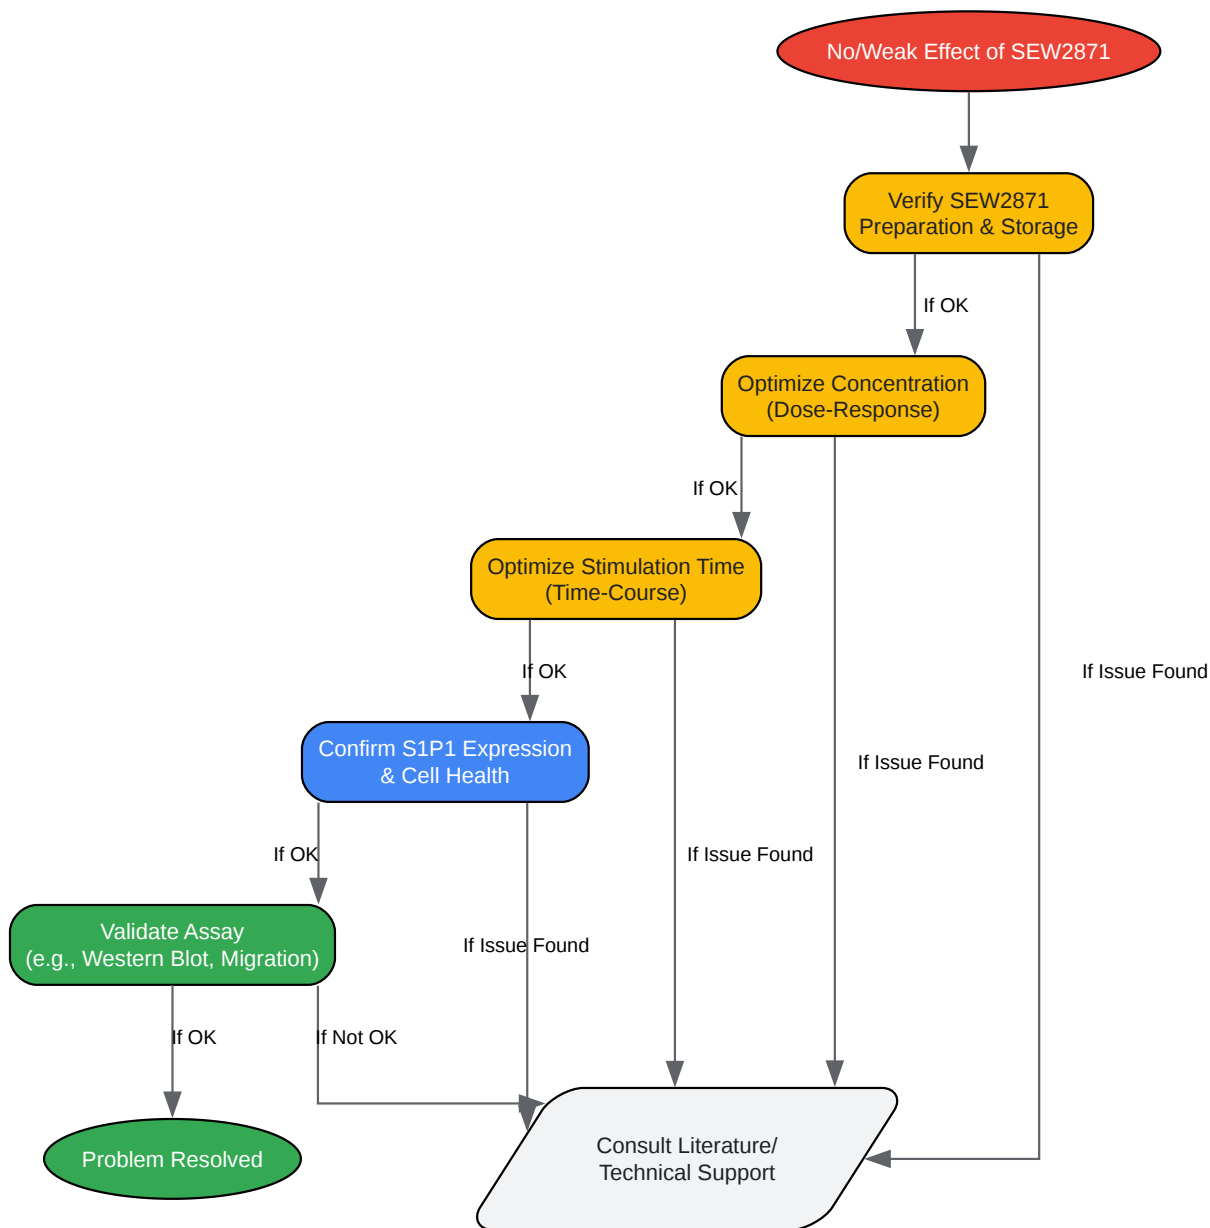 No/Weak Effect of SEW2871
Verify SEW2871
Preparation & Storage
If OK
Optimize Concentration
(Dose-Response)
If OK
Optimize Stimulation Time
(Time-Course)
If OK
If Issue Found
Confirm S1P1 Expression
& Cell Health
If Issue Found
If OK
If Issue Found
Validate Assay
(e.g., Western Blot, Migration)
If Issue Found
If OK
If Not OK
Problem Resolved
Consult Literature/
Technical Support